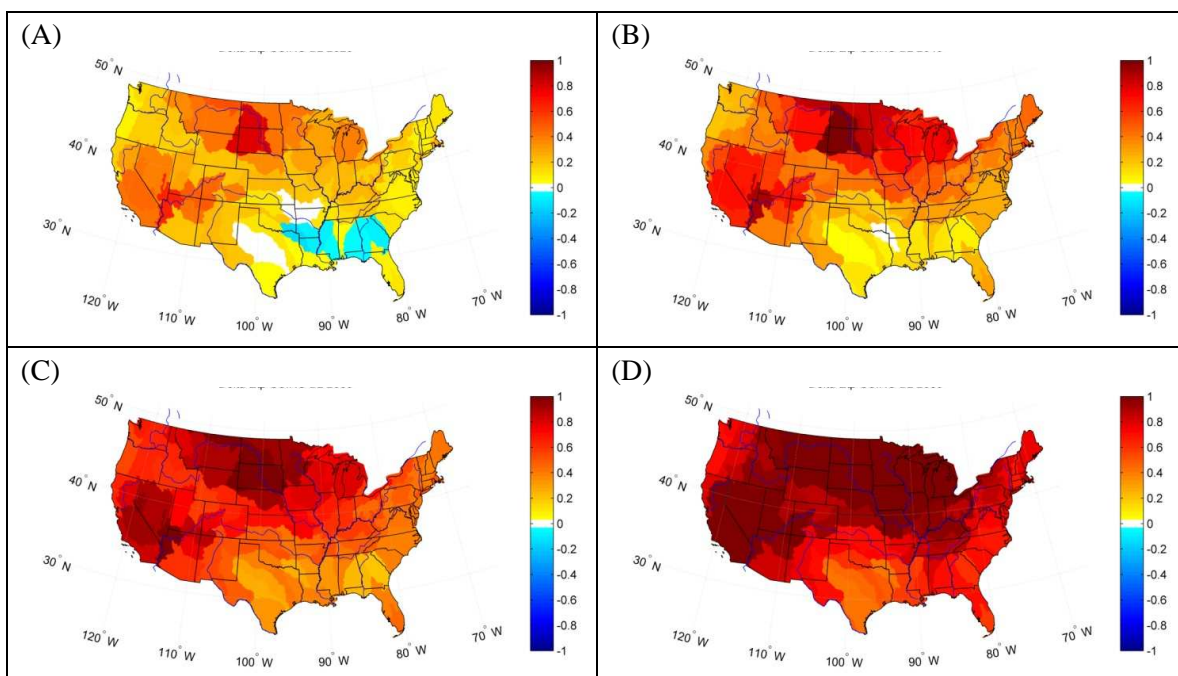 (A)
50° N
40° N
30° N
120° W
110° W
100° W
90° W
80° W
70° W
1
0.8
0.6
0.4
0.2
0
-0.2
-0.4
-0.6
-0.8
-1
(B)
50° N
40° N
30° N
120° W
110° W
100° W
90° W
80° W
70° W
1
0.8
0.6
0.4
0.2
0
-0.2
-0.4
-0.6
-0.8
-1
(C)
50° N
40° N
30° N
120° W
110° W
100° W
90° W
80° W
70° W
1
0.8
0.6
0.4
0.2
0
-0.2
-0.4
-0.6
-0.8
-1
(D)
50° N
40° N
30° N
120° W
110° W
100° W
90° W
80° W
70° W
1
0.8
0.6
0.4
0.2
0
-0.2
-0.4
-0.6
-0.8
-1